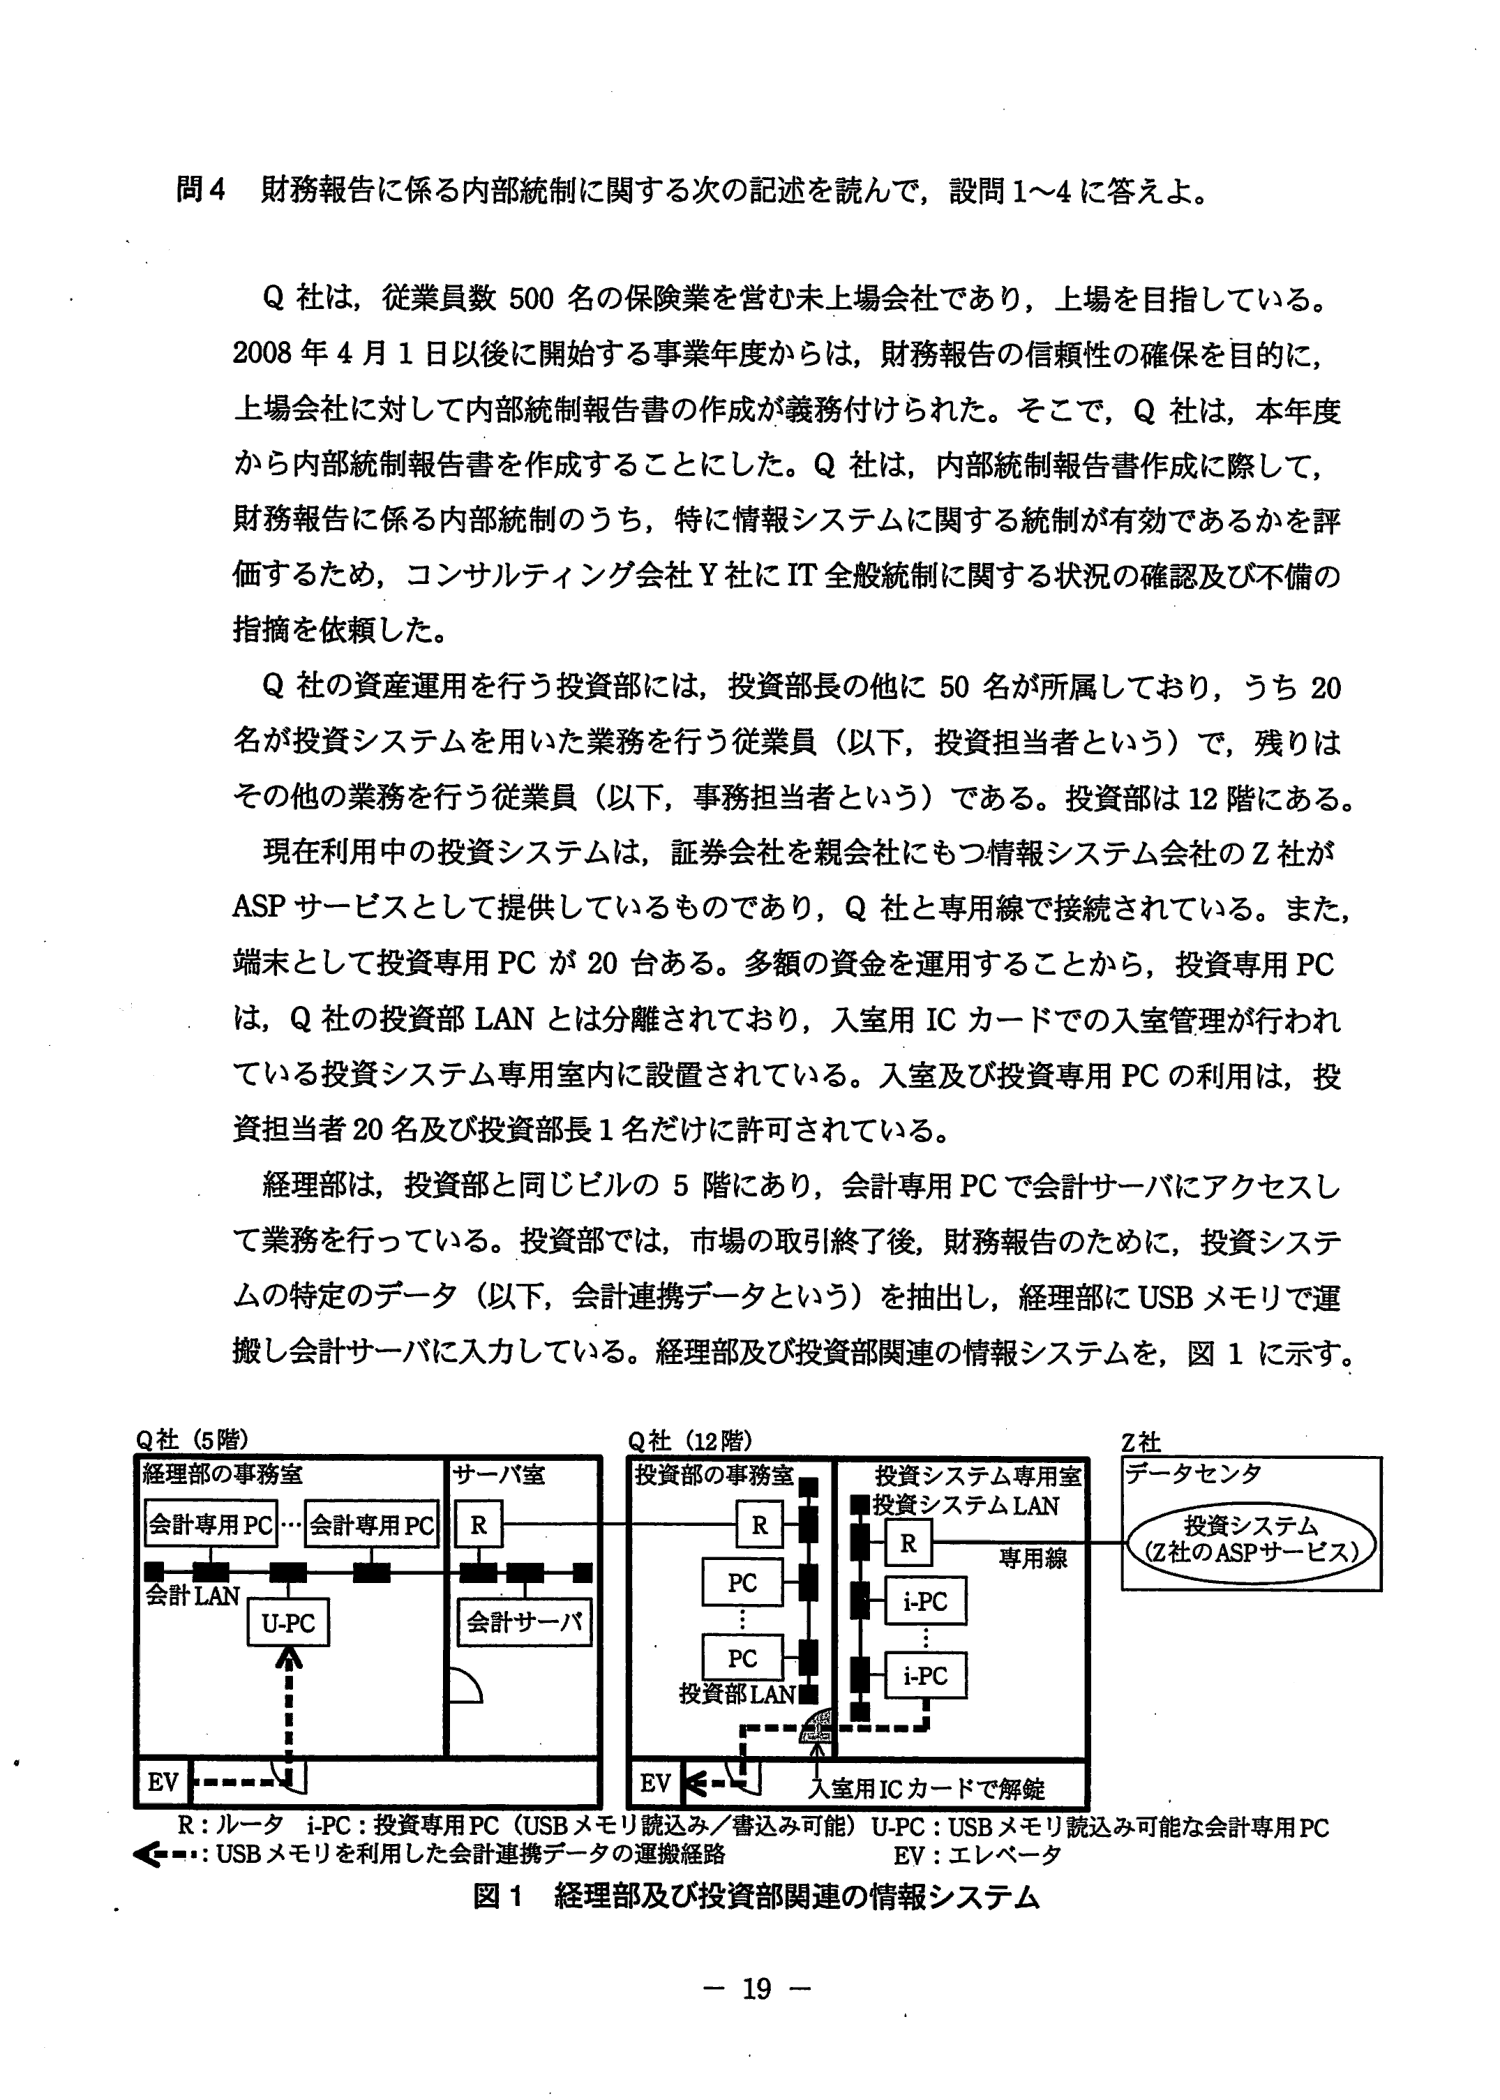 問4 財務報告に係る内部統制に関する次の記述を読んで，設問1～4に答えよ。
Q 社は，従業員数 500 名の保険業を営む未上場会社であり，上場を目指している。
2008 年 4 月 1 日以後に開始する事業年度からは，財務報告の信頼性の確保を目的に，
上場会社に対して内部統制報告書の作成が義務付けられた。そこで，Q 社は，本年度
から内部統制報告書を作成することにした。Q 社は，内部統制報告書作成に際して，
財務報告に係る内部統制のうち，特に情報システムに関する統制が有効であるかを評
価するため，コンサルティング会社Y社にIT全般統制に関する状況の確認及び不備の
指摘を依頼した。
Q 社の資産運用を行う投資部には，投資部長の他に 50 名が所属しており，うち 20
名が投資システムを用いた業務を行う従業員（以下，投資担当者という）で，残りは
その他の業務を行う従業員（以下，事務担当者という）である。投資部は12階にある。
現在利用中の投資システムは，証券会社を親会社にもつ情報システム会社のZ社が
ASPサービスとして提供しているものであり，Q 社と専用線で接続されている。また，
端末として投資専用PCが 20 台ある。多額の資金を運用することから，投資専用PC
は，Q 社の投資部 LAN とは分離されており，入室用 IC カードでの入室管理が行われ
ている投資システム専用室内に設置されている。入室及び投資専用PCの利用は，投
資担当者20名及び投資部長1名だけに許可されている。
経理部は，投資部と同じビルの 5 階にあり，会計専用PCで会計サーバにアクセスし
て業務を行っている。投資部では，市場の取引終了後，財務報告のために，投資システ
ムの特定のデータ（以下，会計連携データという）を抽出し，経理部にUSBメモリで運
搬し会計サーバに入力している。経理部及び投資部関連の情報システムを，図 1 に示す。
Q社（5階）
経理部の事務室
サーバ室
会計専用PC
…
会計専用PC
R
会計LAN
U-PC
会計サーバ
EV
Q社（12階）
投資部の事務室
R
PC
⋮
PC
投資部LAN
EV
投資システム専用室
投資システムLAN
R
専用線
i-PC
⋮
i-PC
入室用ICカードで解錠
Z社
データセンタ
投資システム
（Z社のASPサービス）
R：ルータ i-PC：投資専用PC（USBメモリ読込み／書込み可能） U-PC：USBメモリ読込み可能な会計専用PC
：USBメモリを利用した会計連携データの運搬経路 EV：エレベータ
図1 経理部及び投資部関連の情報システム
― 19 ―